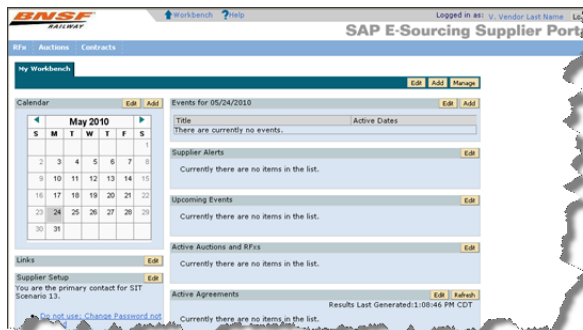 BNSF
RAILWAY
Workbench ?Help
Logged in as: V. Vendor Last Name
SAP E-Sourcing Supplier Port
RFx Auctions Contracts
My Workbench
Edit Add Manage
Calendar Edit Add
May 2010
S M T W T F S
1
2 3 4 5 6 7 8
9 10 11 12 13 14 15
16 17 18 19 20 21 22
23 24 25 26 27 28 29
30 31
Links Edit
Supplier Setup Edit
You are the primary contact for SIT
Scenario 13.
Do not use: Change Password not
Events for 05/24/2010 Edit Add
Title Active Dates
There are currently no events.
Supplier Alerts Edit
Currently there are no items in the list.
Upcoming Events Edit
Currently there are no items in the list.
Active Auctions and RFxs Edit
Currently there are no items in the list.
Active Agreements Edit Refresh
Results Last Generated:1:08:46 PM CDT
Currently there are no items in the list.